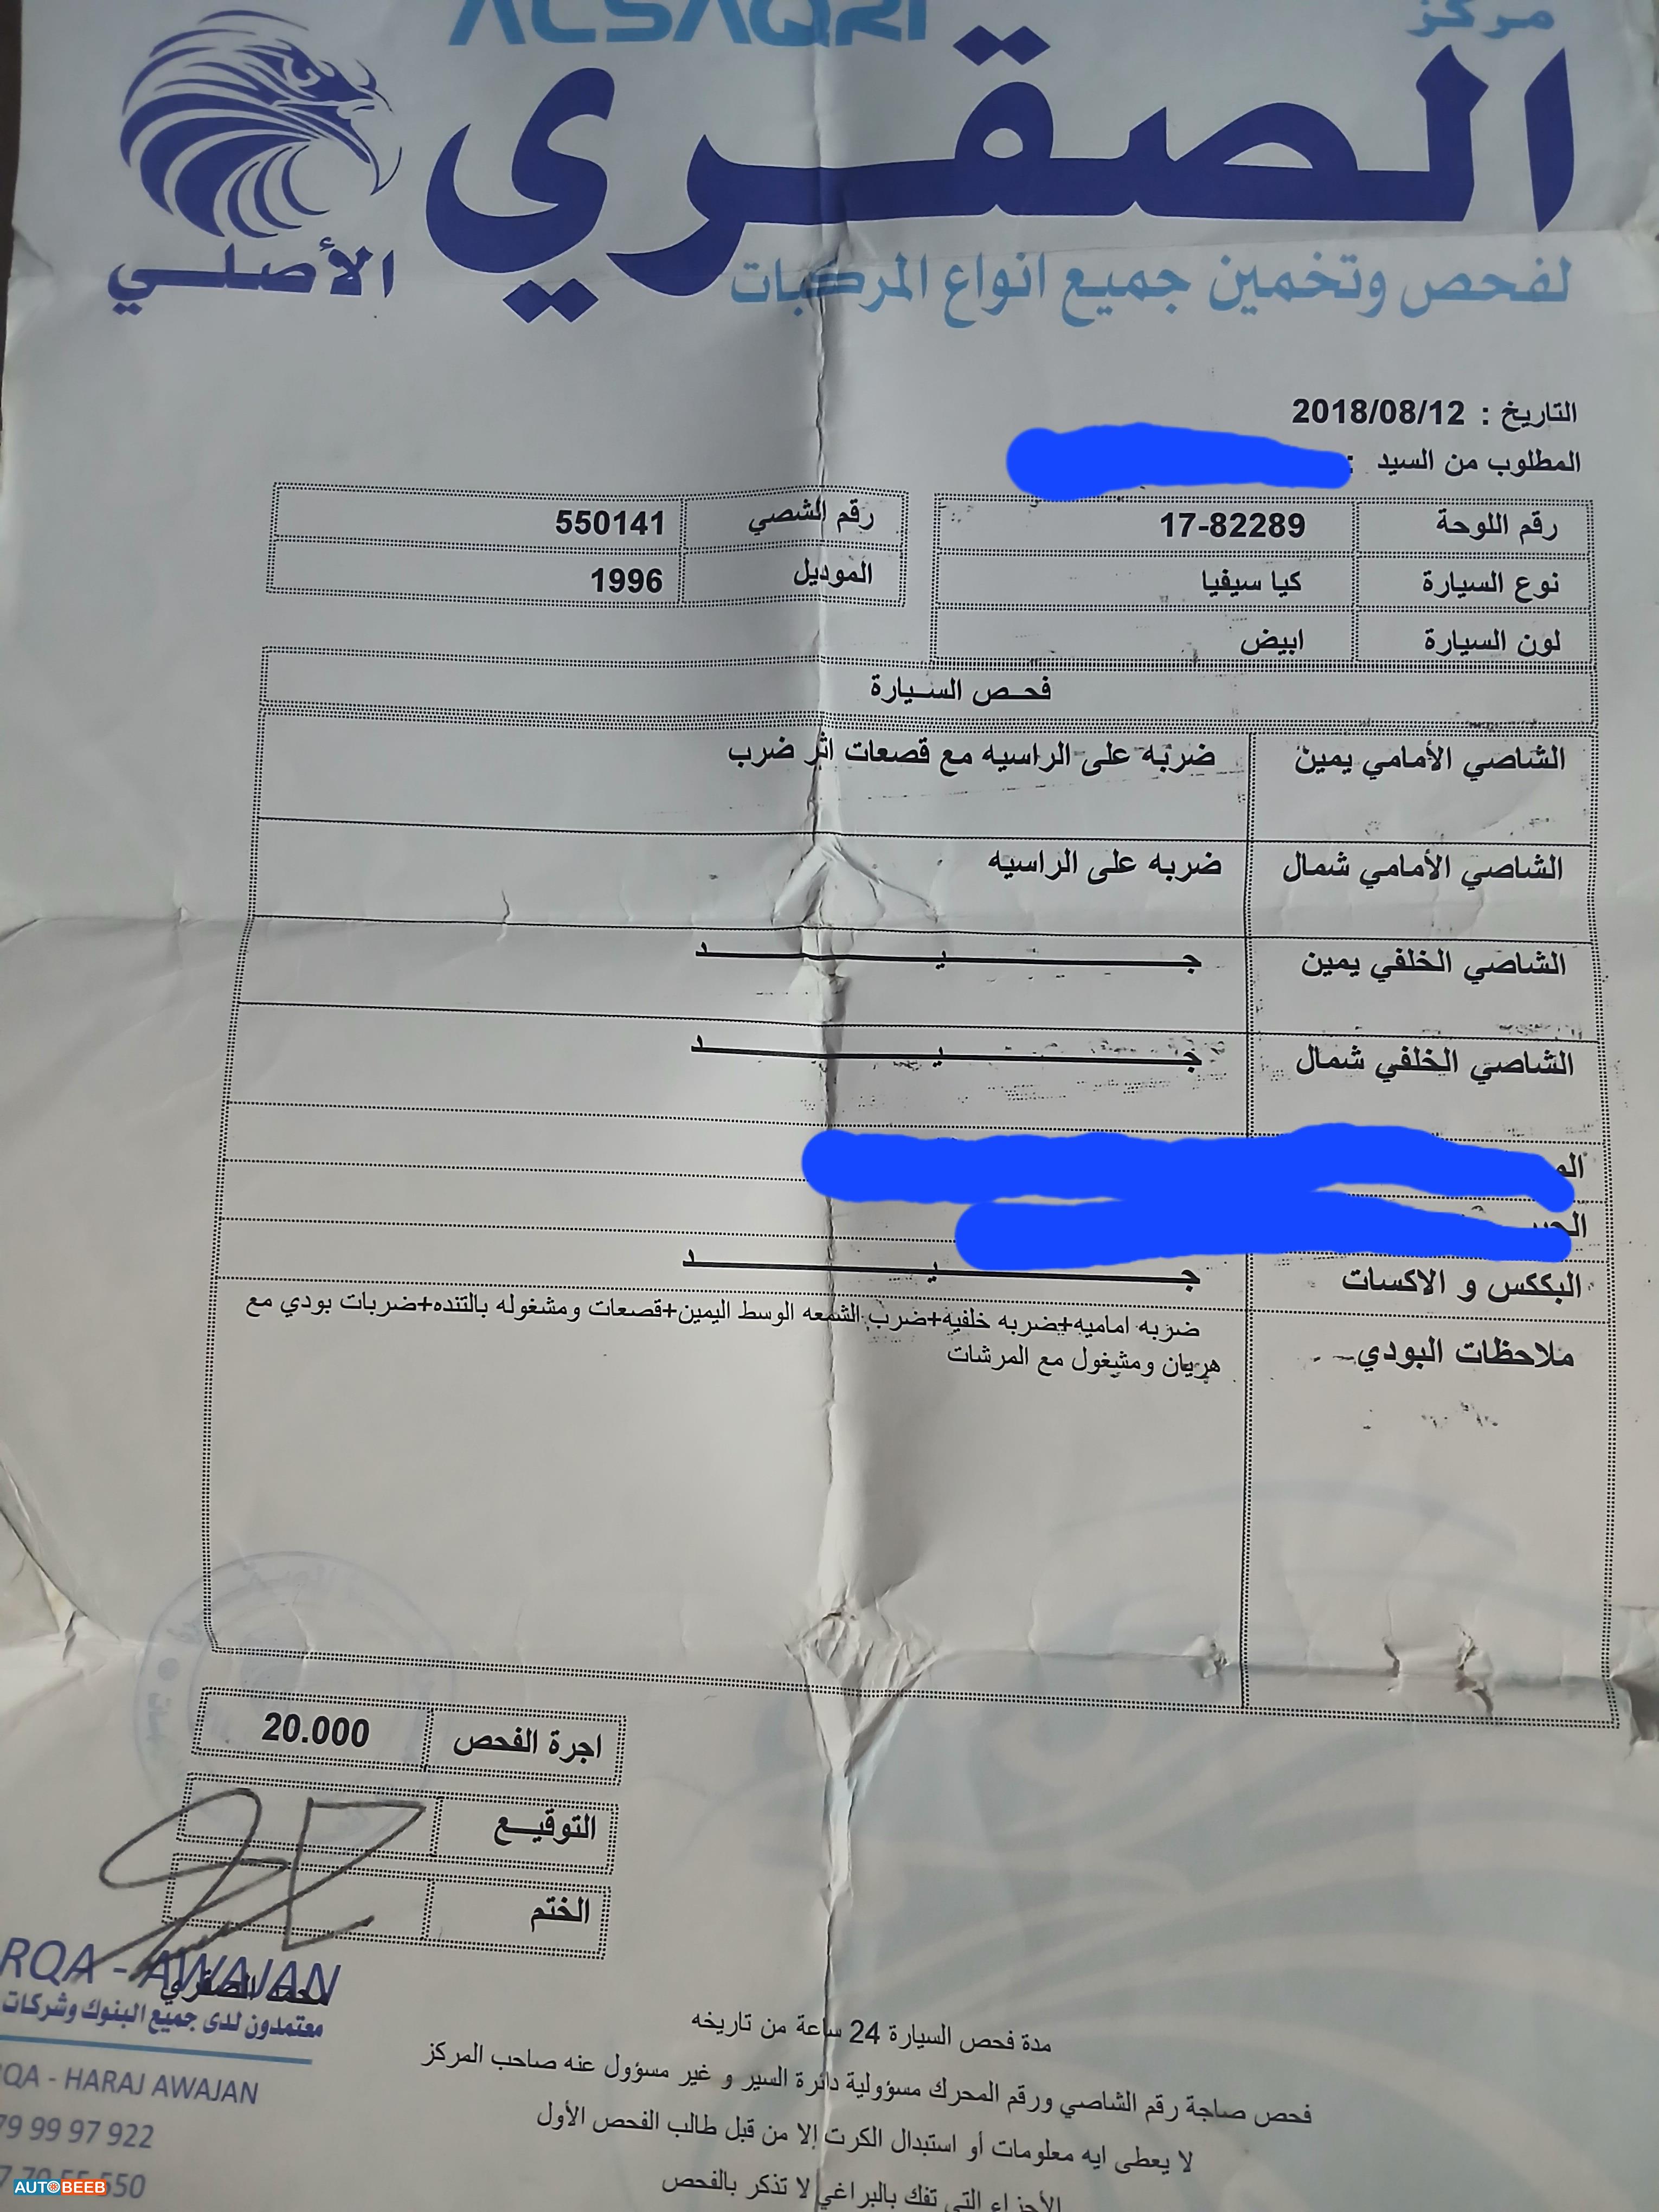 ALSAQRI
مركز
الصقري
الأصلي
لفحص وتخمين جميع انواع المركبات
التاريخ : 2018/08/12
المطلوب من السيد :
رقم اللوحة 17-82289
رقم الشصي 550141
نوع السيارة كيا سيفيا
الموديل 1996
لون السيارة ابيض
فحص السيارة
الشاصي الأمامي يمين ضربه على الراسيه مع قصعات اثر ضرب
الشاصي الأمامي شمال ضربه على الراسيه
الشاصي الخلفي يمين جيد
الشاصي الخلفي شمال جيد
البككس و الاكسات جيد
ملاحظات البودي
ضربه اماميه+ضربه خلفيه+ضرب الشمعه الوسط اليمين+قصعات ومشغوله بالتنده+ضربات بودي مع
هريان ومشغول مع المرشات
اجرة الفحص 20.000
التوقيع
الختم
RQA - AWAJAN
الصقري
معتمدون لدى جميع البنوك وشركات
QA - HARAJ AWAJAN
79 99 97 922
مدة فحص السيارة 24 ساعة من تاريخه
فحص صاجة رقم الشاصي ورقم المحرك مسؤولية دائرة السير و غير مسؤول عنه صاحب المركز
لا يعطى ايه معلومات أو استبدال الكرت إلا من قبل طالب الفحص الأول
الأجزاء التي تفك بالبراغي لا تذكر بالفحص
AUTOBEEB